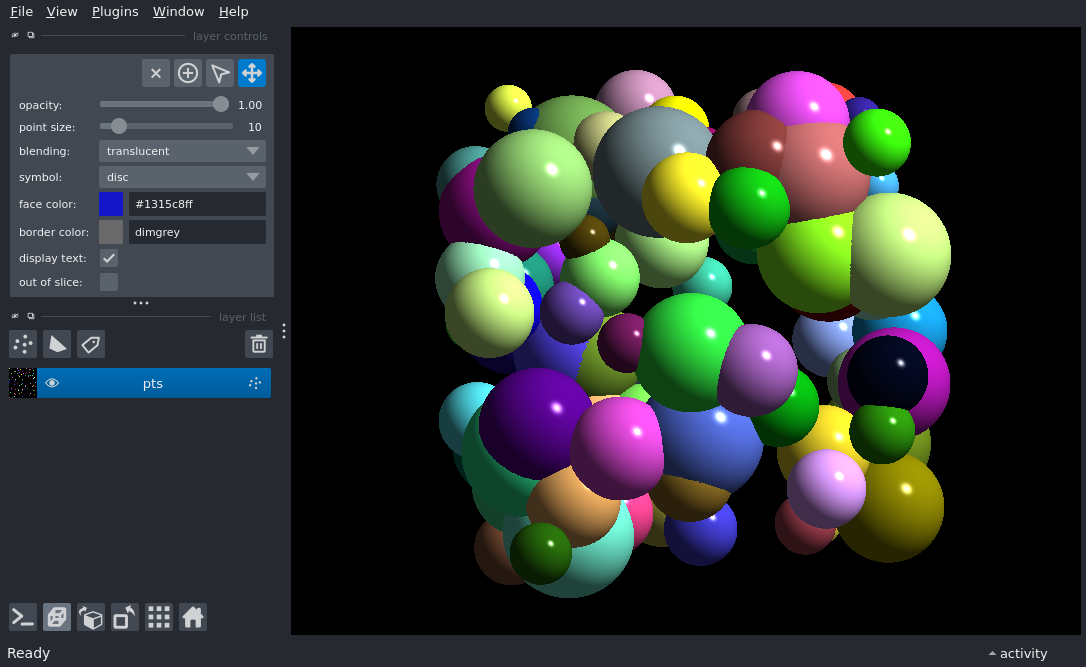 File View Plugins Window Help
layer controls
opacity: 1.00
point size: 10
blending: translucent
symbol: disc
face color: #1315c8ff
border color: dimgrey
display text:
out of slice:
layer list
pts
Ready
activity